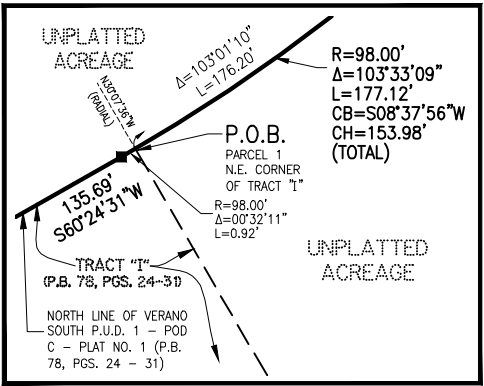 UNPLATTED
ACREAGE
Δ=103°01'10"
L=176.20'
N30°07'36"W
(RADIAL)
R=98.00'
Δ=103°33'09"
L=177.12'
CB=S08°37'56"W
CH=153.98'
(TOTAL)
P.O.B.
PARCEL 1
N.E. CORNER
OF TRACT "I"
135.69'
S60°24'31"W
R=98.00'
Δ=00°32'11"
L=0.92'
UNPLATTED
ACREAGE
TRACT "I"
(P.B. 78, PGS. 24-31)
NORTH LINE OF VERANO
SOUTH P.U.D. 1 - POD
C - PLAT NO. 1 (P.B.
78, PGS. 24 - 31)